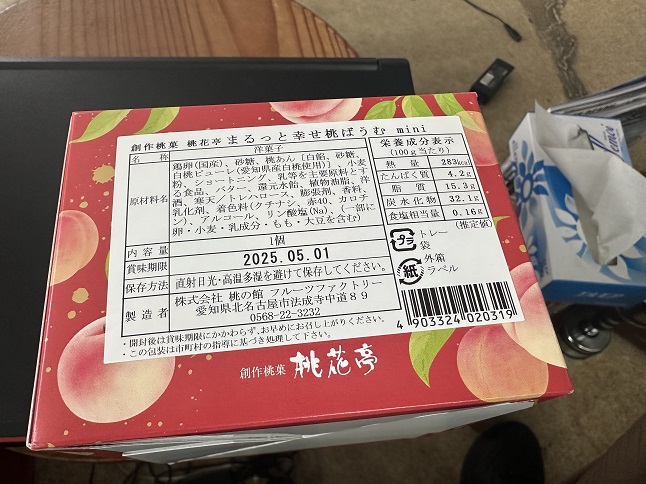 創作桃菓 桃花亭 まるっと幸せ桃ばうむ mini
名 称 洋菓子
原材料名 鶏卵(国産)、砂糖、桃あん［白餡、砂糖、
白桃ピューレ(愛知県産白桃使用)］、小麦
粉、ショートニング、乳等を主要原料とす
る食品、バター、還元水飴、植物油脂、洋
酒、寒天／トレハロース、膨張剤、香料、
乳化剤、着色料(クチナシ、赤40、カロチ
ン)、アルコール、リン酸塩(Na)、(一部に
卵・小麦・乳成分・もも・大豆を含む)
内 容 量 1個
賞味期限 2025.05.01
保存方法 直射日光・高温多湿を避けて保存してください。
製 造 者 株式会社 桃の館 フルーツファクトリー
愛知県北名古屋市法成寺中道８９
0568-22-3232
・開封後は賞味期限にかかわらず、お早めにお召し上がりください。
・この包装は市町村の指導に基づき処理して下さい。
栄養成分表示
(100g当たり)
熱 量 283kcal
たんぱく質 4.2g
脂 質 15.3g
炭水化物 32.1g
食塩相当量 0.16g
(推定値)
プラ トレー
袋
紙 外箱
ラベル
4 903324 020319
創作桃菓 桃花亭